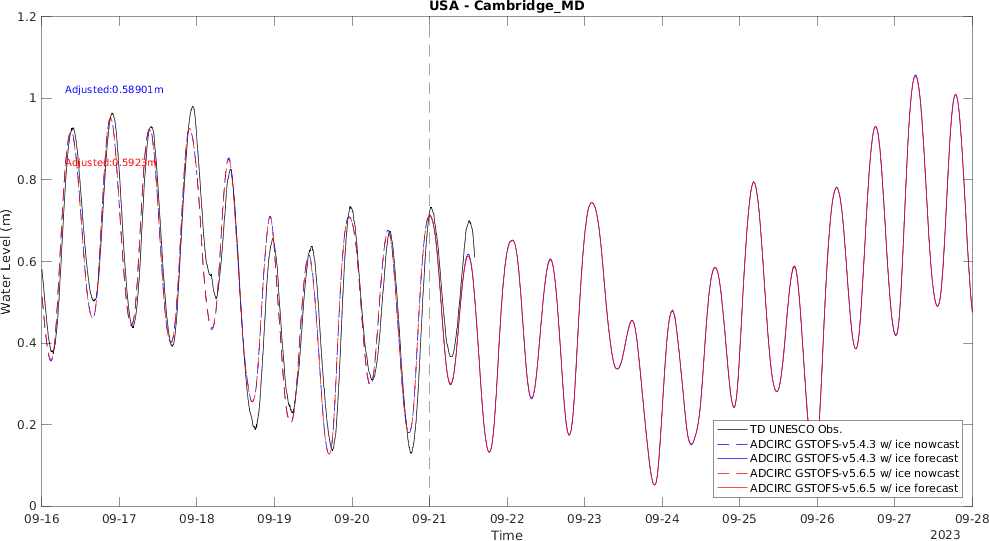 USA - Cambridge_MD
1.2
1
0.8
0.6
0.4
0.2
0
Water Level (m)
Adjusted:0.58901m
Adjusted:0.5923m
TD UNESCO Obs.
ADCIRC GSTOFS-v5.4.3 w/ ice nowcast
ADCIRC GSTOFS-v5.4.3 w/ ice forecast
ADCIRC GSTOFS-v5.6.5 w/ ice nowcast
ADCIRC GSTOFS-v5.6.5 w/ ice forecast
09-16 09-17 09-18 09-19 09-20 09-21 09-22 09-23 09-24 09-25 09-26 09-27 09-28
Time
2023